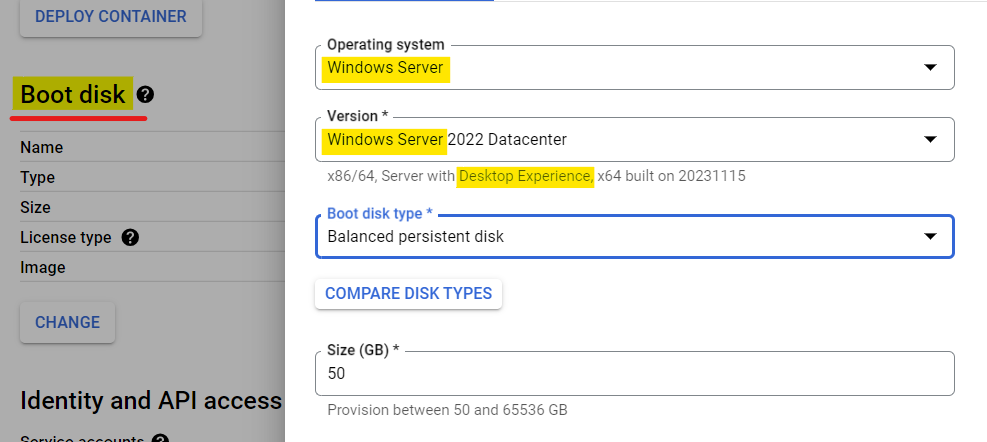 DEPLOY CONTAINER
Boot disk
Name
Type
Size
License type
Image
CHANGE
Identity and API access
Service accounts
Operating system
Windows Server
Version *
Windows Server 2022 Datacenter
x86/64, Server with Desktop Experience, x64 built on 20231115
Boot disk type *
Balanced persistent disk
COMPARE DISK TYPES
Size (GB) *
50
Provision between 50 and 65536 GB